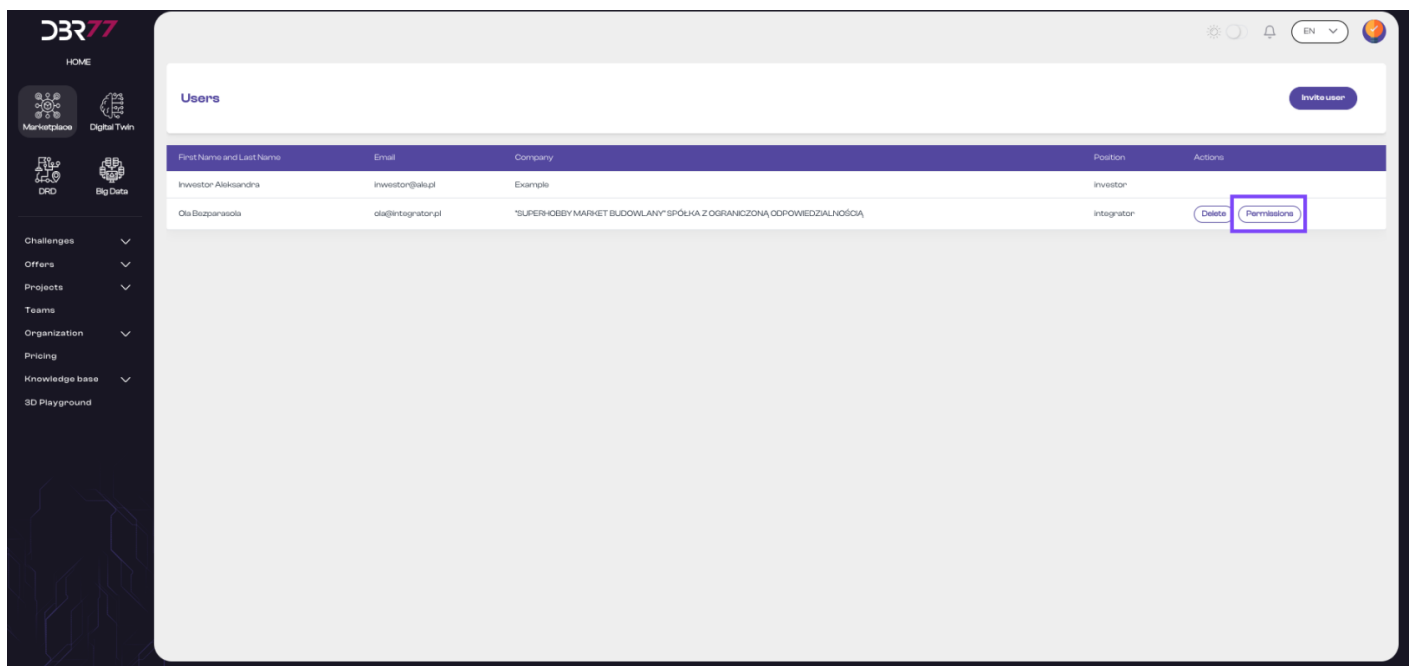 DBR77
HOME
Marketplace
Digital Twin
DRD
Big Data
Challenges
Offers
Projects
Teams
Organization
Pricing
Knowledge base
3D Playground
EN
Users
Invite user
First Name and Last Name Email Company Position Actions
Inwestor Aleksandra inwestor@ale.pl Example investor
Ola Bezparasola ola@integrator.pl "SUPERHOBBY MARKET BUDOWLANY" SPÓŁKA Z OGRANICZONĄ ODPOWIEDZIALNOŚCIĄ integrator Delete Permissions